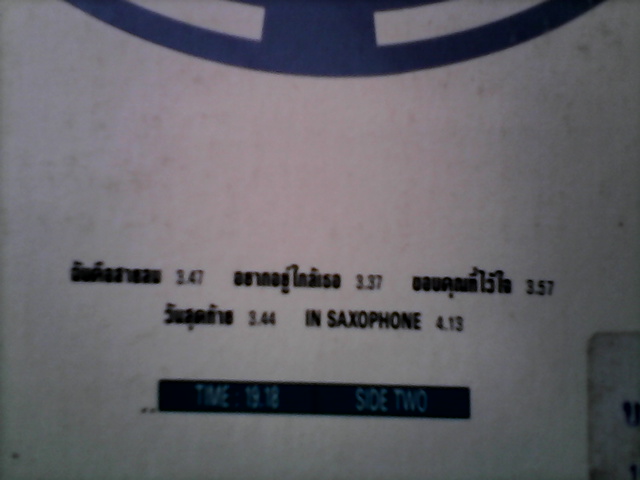 ฉันคือสายลม 3.47 อยากอยู่ใกล้เธอ 3.37 ขอบคุณที่ไว้ใจ 3.57
วันสุดท้าย 3.44 IN SAXOPHONE 4.13
TIME : 19.18 SIDE TWO